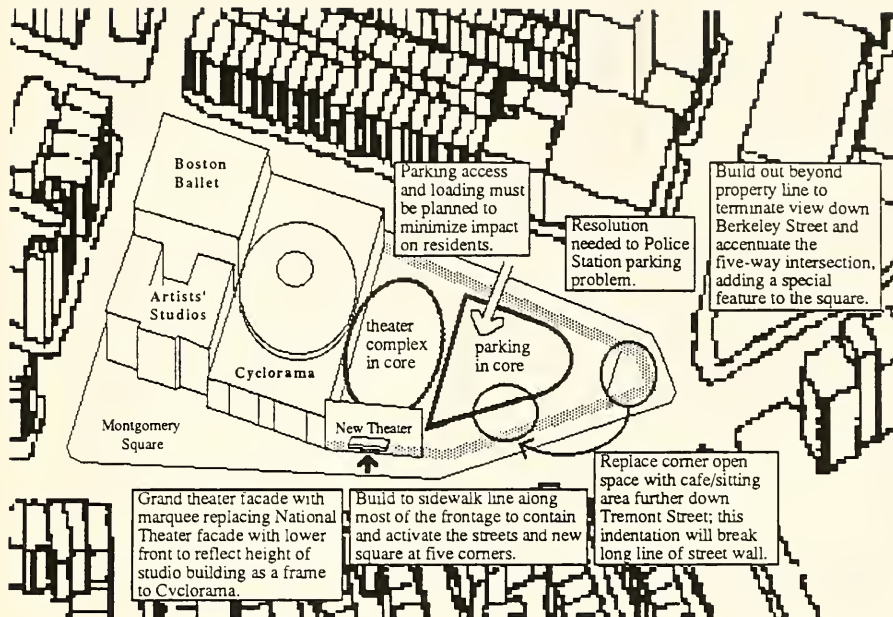 Boston
Ballet
Artists'
Studios
Cyclorama
Montgomery
Square
theater
complex
in core
parking
in core
New Theater
Parking access
and loading must
be planned to
minimize impact
on residents.
Resolution
needed to Police
Station parking
problem.
Build out beyond
property line to
terminate view down
Berkeley Street and
accentuate the
five-way intersection,
adding a special
feature to the square.
Grand theater facade with
marquee replacing National
Theater facade with lower
front to reflect height of
studio building as a frame
to Cyclorama.
Build to sidewalk line along
most of the frontage to contain
and activate the streets and new
square at five corners.
Replace corner open
space with cafe/sitting
area further down
Tremont Street; this
indentation will break
long line of street wall.